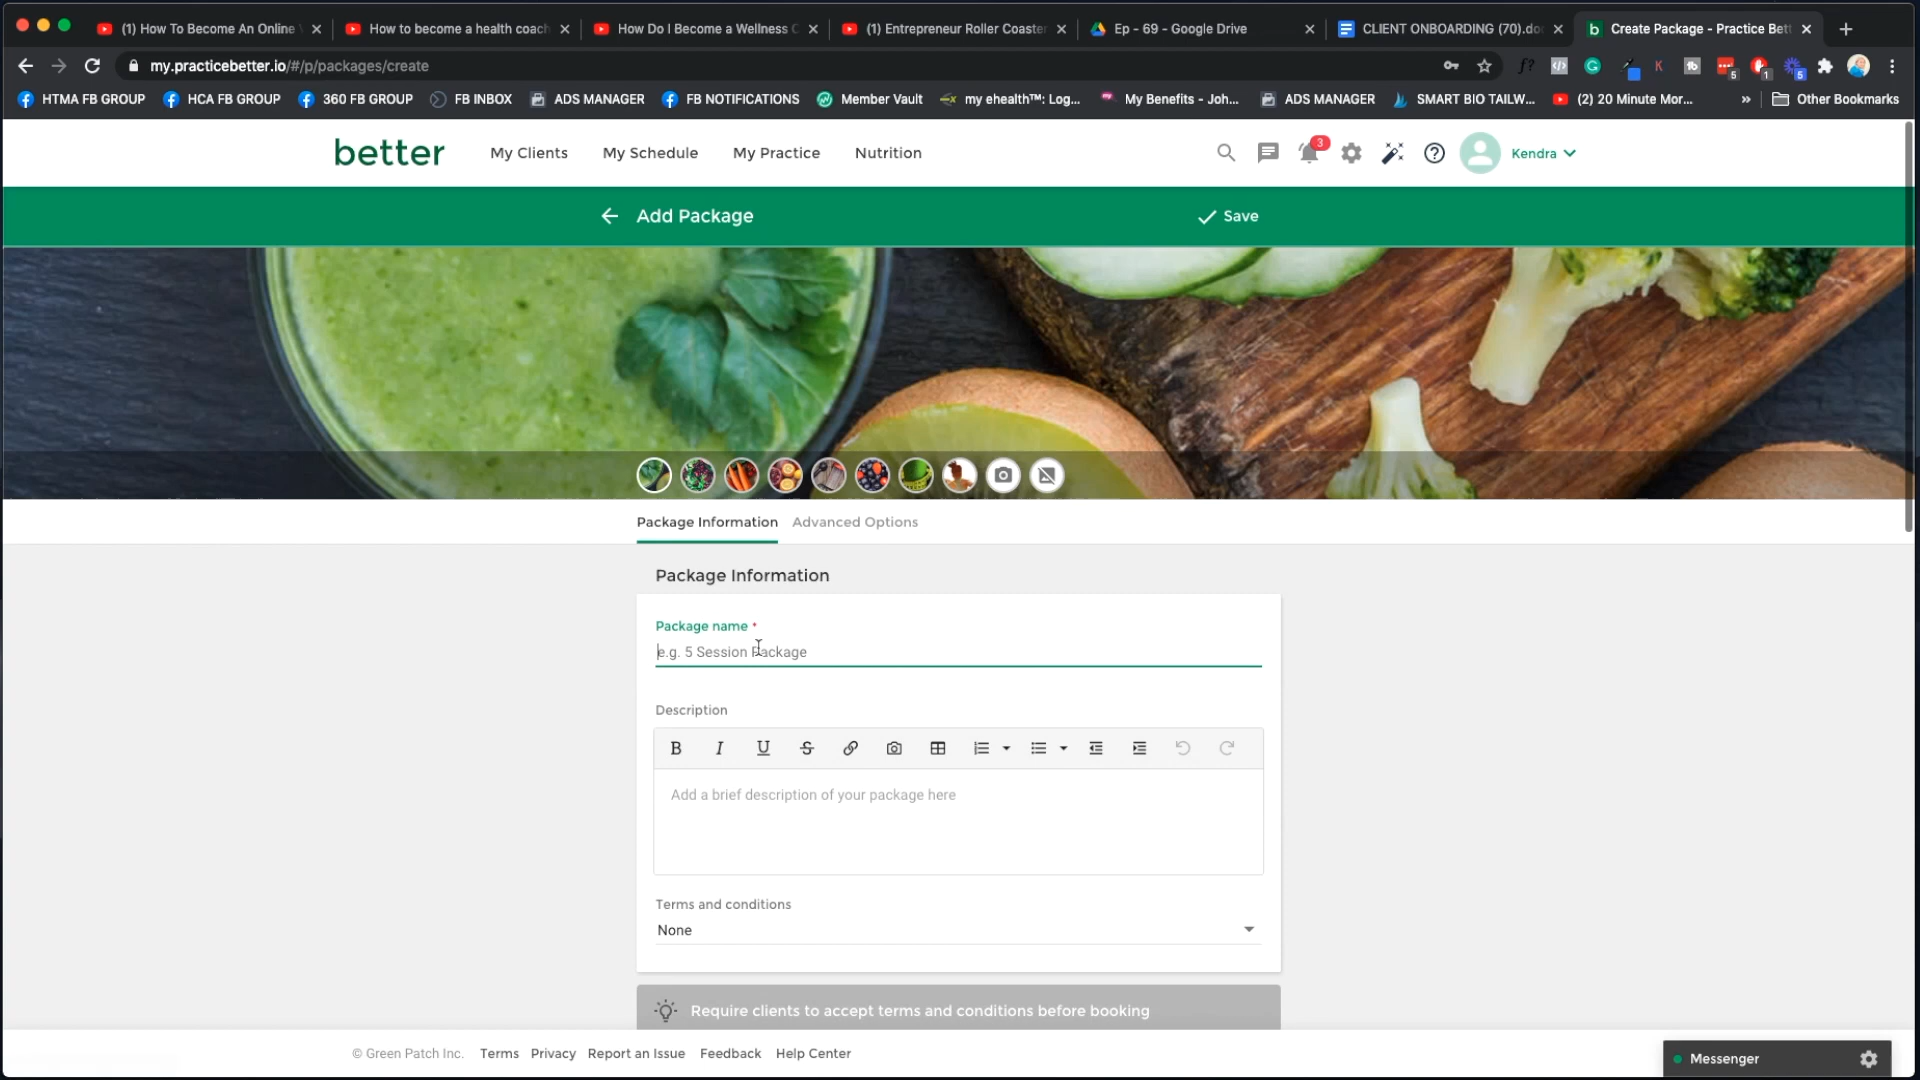 (1) How To Become An Online
How to become a health coach
How Do I Become a Wellness C
(1) Entrepreneur Roller Coaster
Ep - 69 - Google Drive
CLIENT ONBOARDING (70).do
Create Package - Practice Bett
my.practicebetter.io/#/p/packages/create
HTMA FB GROUP
HCA FB GROUP
360 FB GROUP
FB INBOX
ADS MANAGER
FB NOTIFICATIONS
Member Vault
my ehealth™: Log...
My Benefits - Joh...
ADS MANAGER
SMART BIO TAILW...
(2) 20 Minute Mor...
»
Other Bookmarks
better
My Clients
My Schedule
My Practice
Nutrition
3
Kendra
Add Package
Save
Package Information
Advanced Options
Package Information
Package name *
e.g. 5 Session Package
Description
B I U S
Add a brief description of your package here
Terms and conditions
None
Require clients to accept terms and conditions before booking
© Green Patch Inc. Terms Privacy Report an Issue Feedback Help Center
Messenger